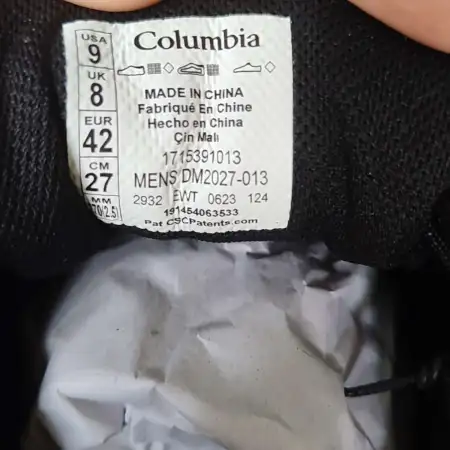 USA
9
UK
8
EUR
42
CM
27
MM
Columbia
MADE IN CHINA
Fabriqué En Chine
Hecho en China
Çin Malı
1715391013
MENS DM2027-013
2932 EWT 0623 124
191454063533
Pat CSCPatents.com